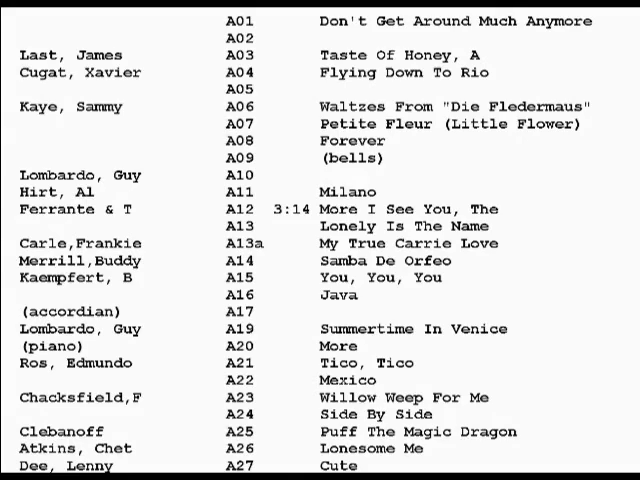 A01 Don't Get Around Much Anymore
A02
Last, James A03 Taste Of Honey, A
Cugat, Xavier A04 Flying Down To Rio
A05
Kaye, Sammy A06 Waltzes From "Die Fledermaus"
A07 Petite Fleur (Little Flower)
A08 Forever
A09 (bells)
Lombardo, Guy A10
Hirt, Al A11 Milano
Ferrante & T A12 3:14 More I See You, The
A13 Lonely Is The Name
Carle,Frankie A13a My True Carrie Love
Merrill,Buddy A14 Samba De Orfeo
Kaempfert, B A15 You, You, You
A16 Java
(accordian) A17
Lombardo, Guy A19 Summertime In Venice
(piano) A20 More
Ros, Edmundo A21 Tico, Tico
A22 Mexico
Chacksfield,F A23 Willow Weep For Me
A24 Side By Side
Clebanoff A25 Puff The Magic Dragon
Atkins, Chet A26 Lonesome Me
Dee, Lenny A27 Cute